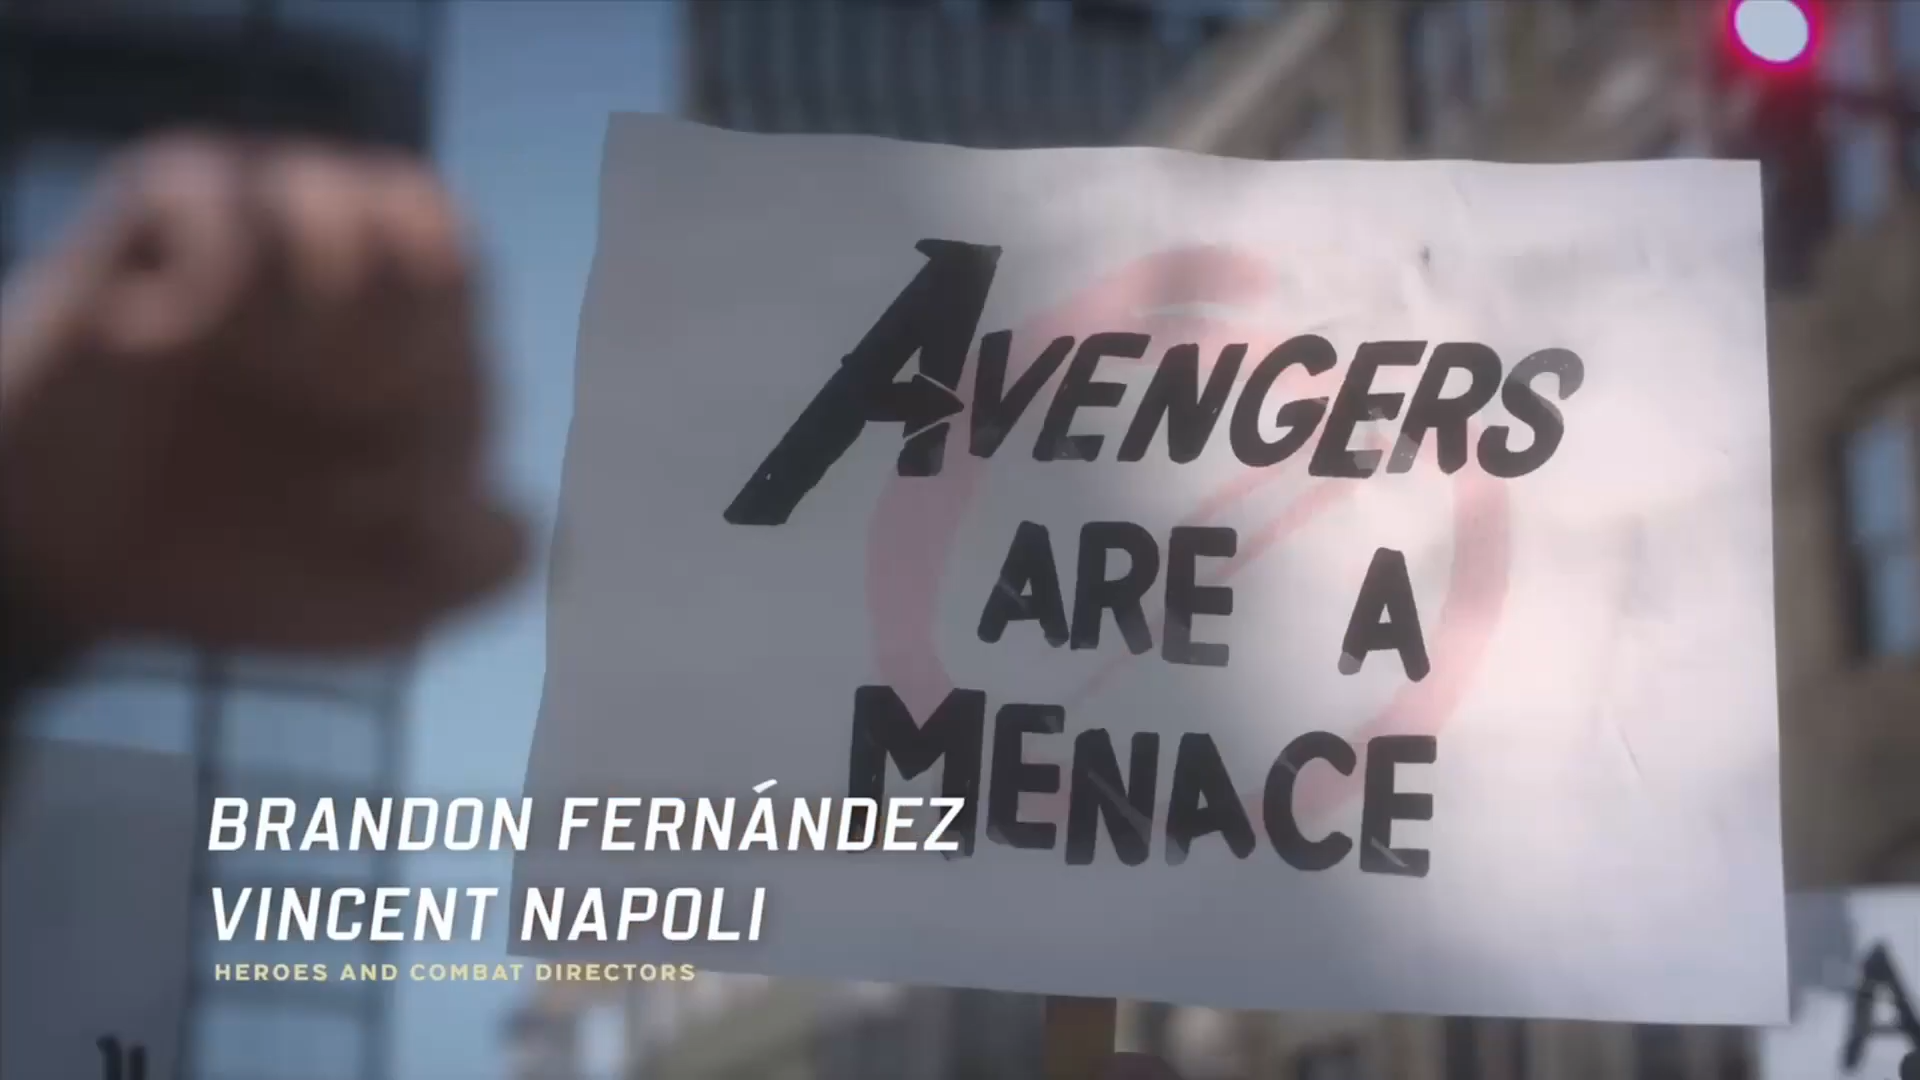 AVENGERS
ARE A
MENACE
BRANDON FERNÁNDEZ
VINCENT NAPOLI
HEROES AND COMBAT DIRECTORS
A